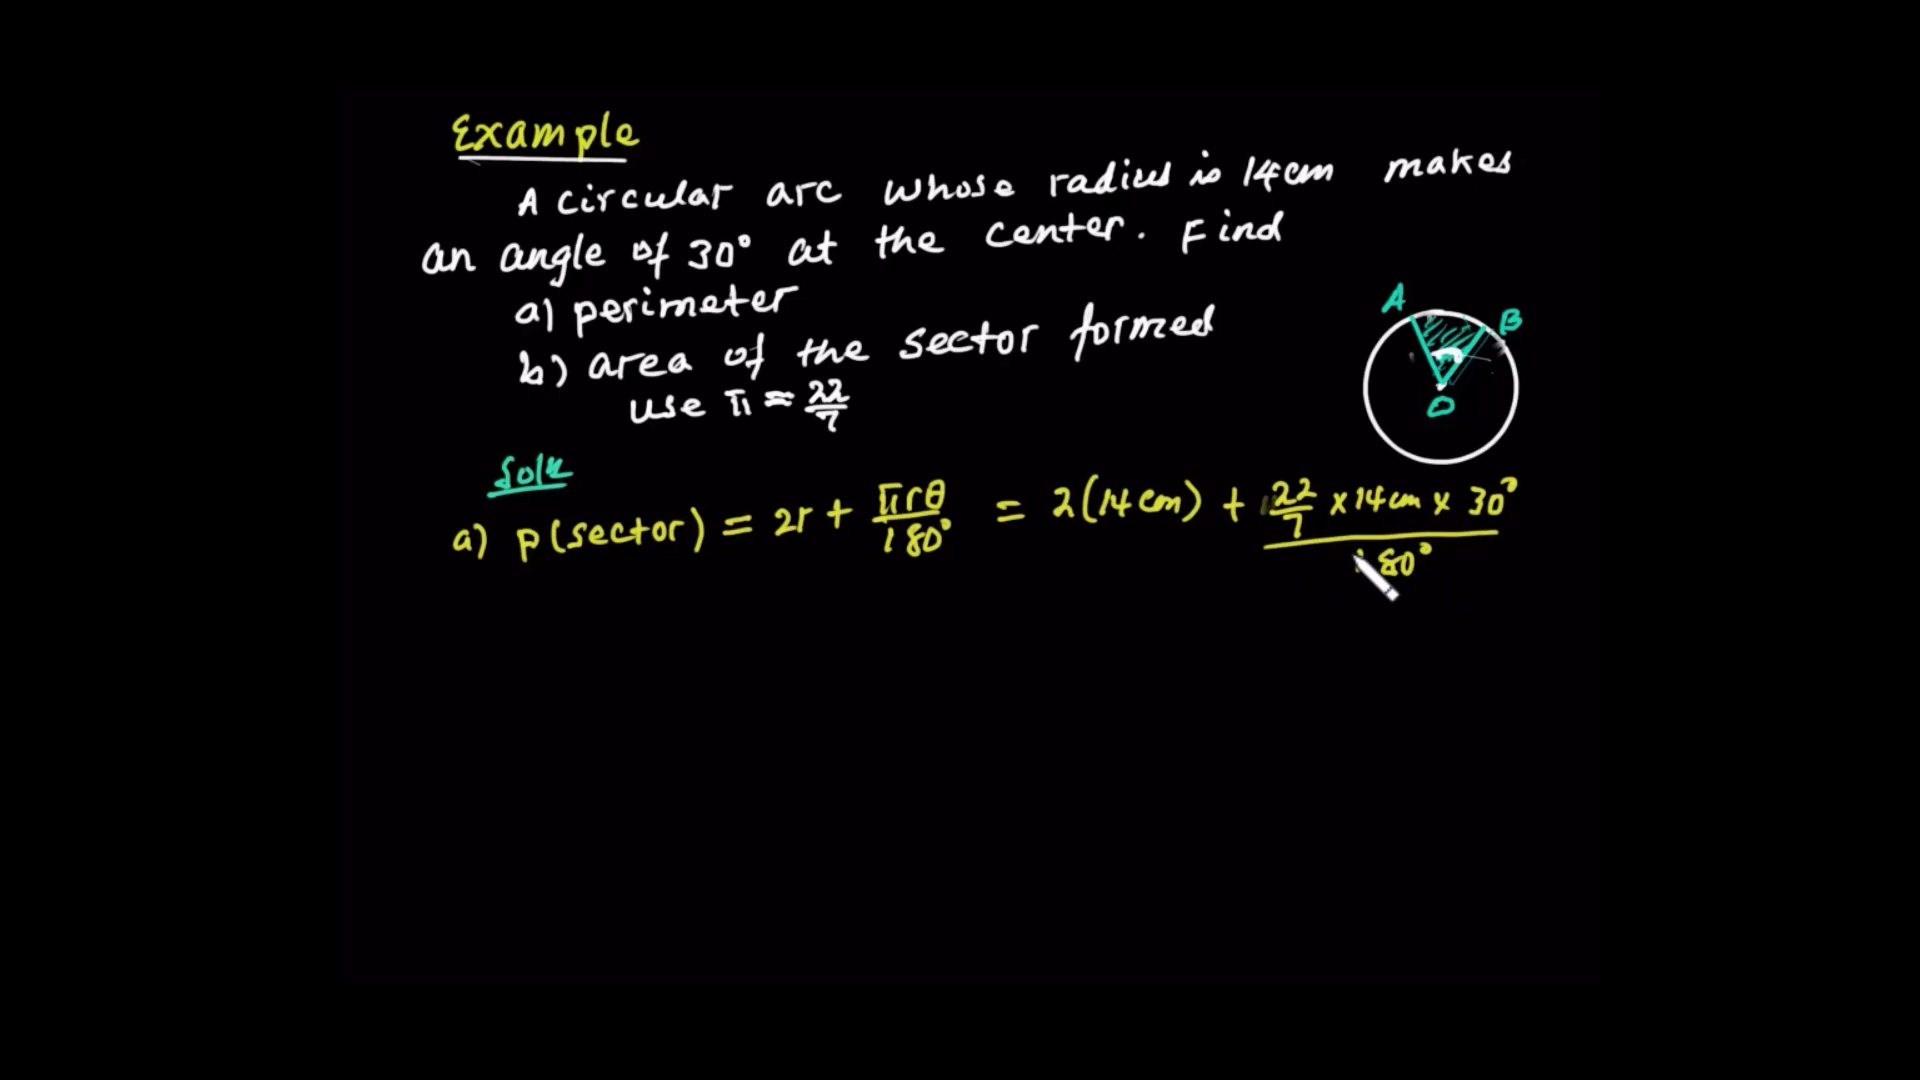 Example
A circular arc whose radius is 14cm makes
an angle of 30° at the center. Find
a) perimeter
b) area of the sector formed
use π = 22/7
A B
O
Soln
a) p(sector) = 2r + πrθ/180° = 2(14cm) + 22/7 x 14cm x 30°/180°